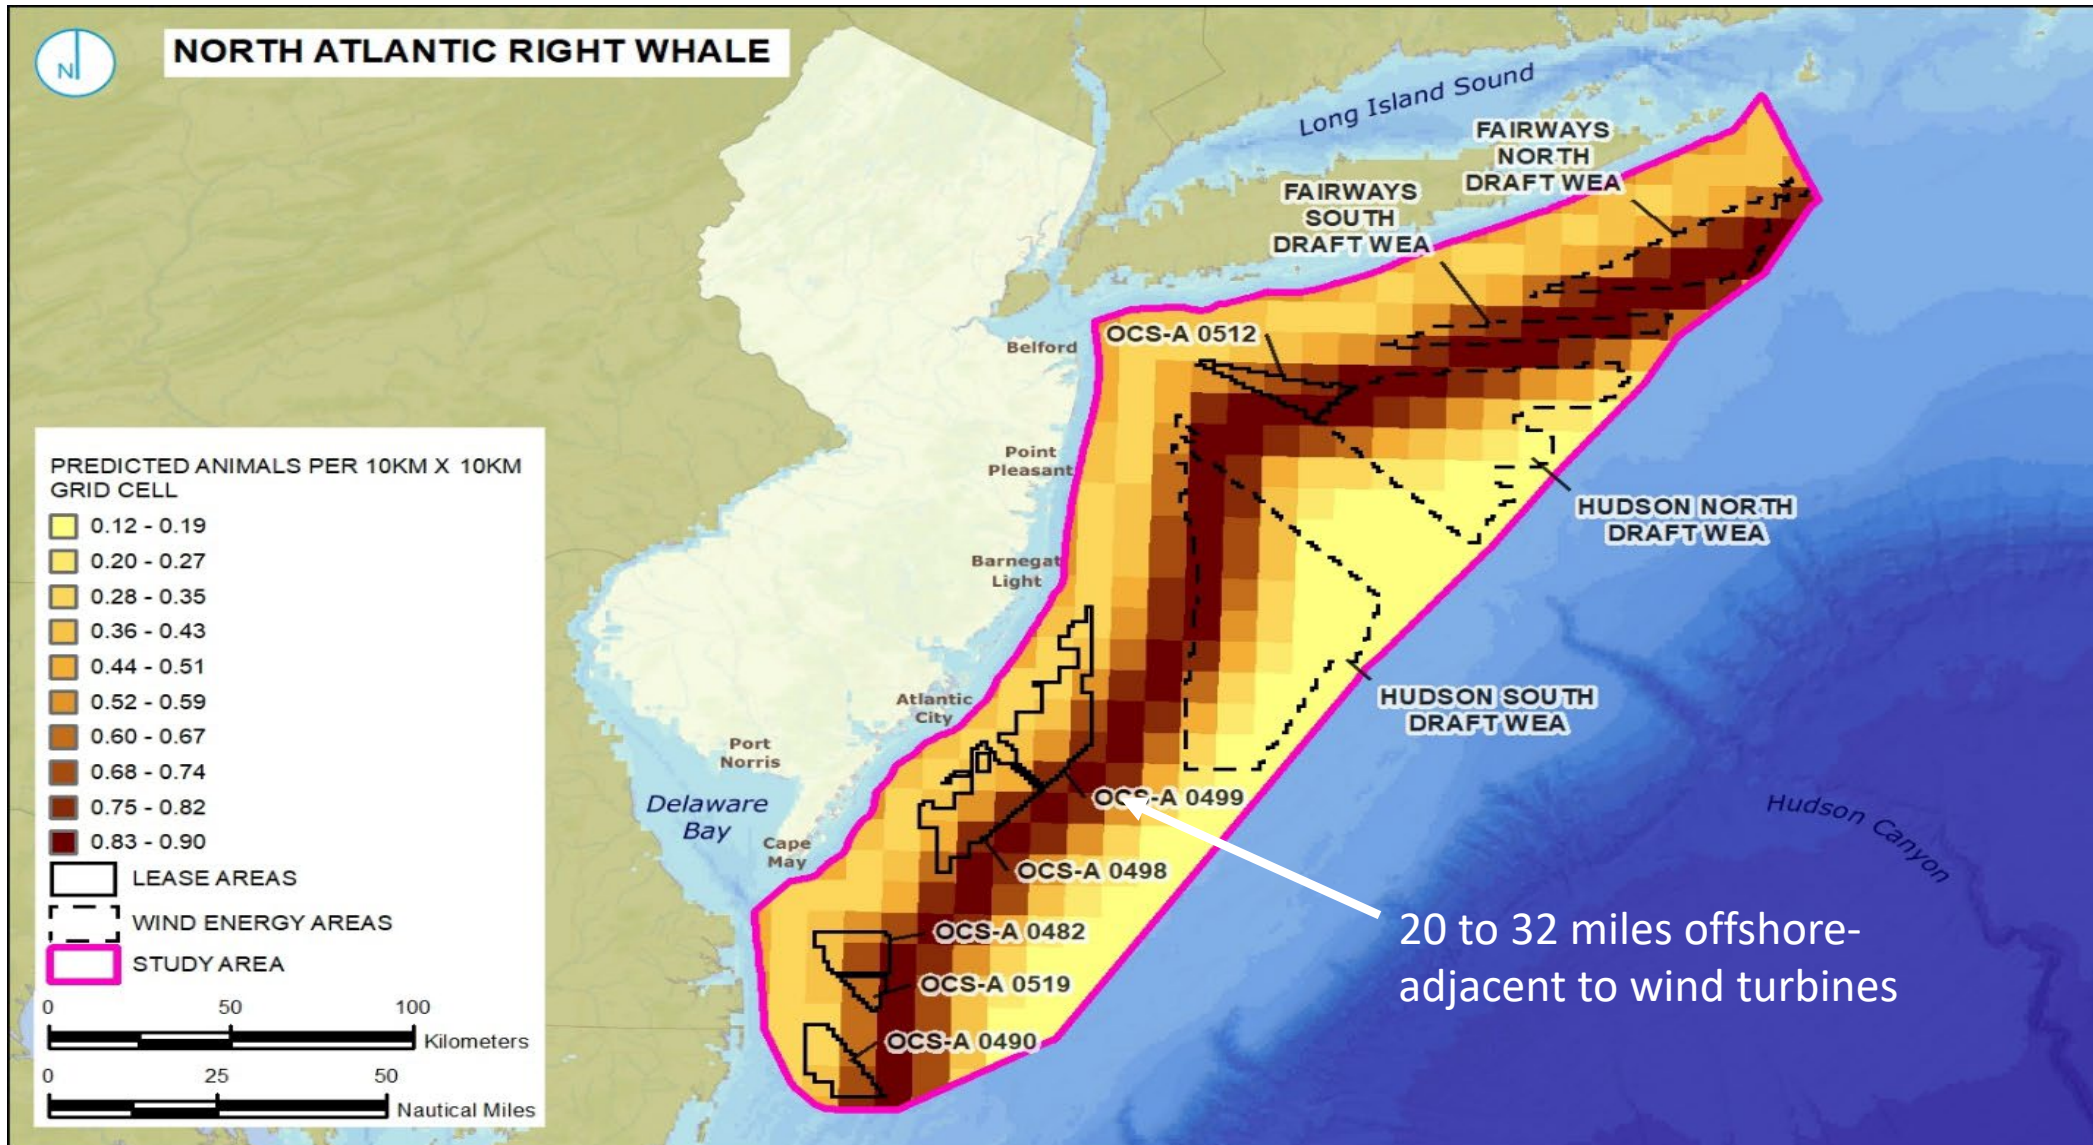 N
NORTH ATLANTIC RIGHT WHALE
Long Island Sound
FAIRWAYS
NORTH
DRAFT WEA
FAIRWAYS
SOUTH
DRAFT WEA
OCS-A 0512
Belford
Point
Pleasant
HUDSON NORTH
DRAFT WEA
Barnegat
Light
HUDSON SOUTH
DRAFT WEA
Atlantic
City
Port
Norris
Delaware
Bay
OCS-A 0499
Hudson Canyon
Cape
May
OCS-A 0498
OCS-A 0482
OCS-A 0519
OCS-A 0490
20 to 32 miles offshore-
adjacent to wind turbines
PREDICTED ANIMALS PER 10KM X 10KM
GRID CELL
0.12 - 0.19
0.20 - 0.27
0.28 - 0.35
0.36 - 0.43
0.44 - 0.51
0.52 - 0.59
0.60 - 0.67
0.68 - 0.74
0.75 - 0.82
0.83 - 0.90
LEASE AREAS
WIND ENERGY AREAS
STUDY AREA
0 50 100
Kilometers
0 25 50
Nautical Miles